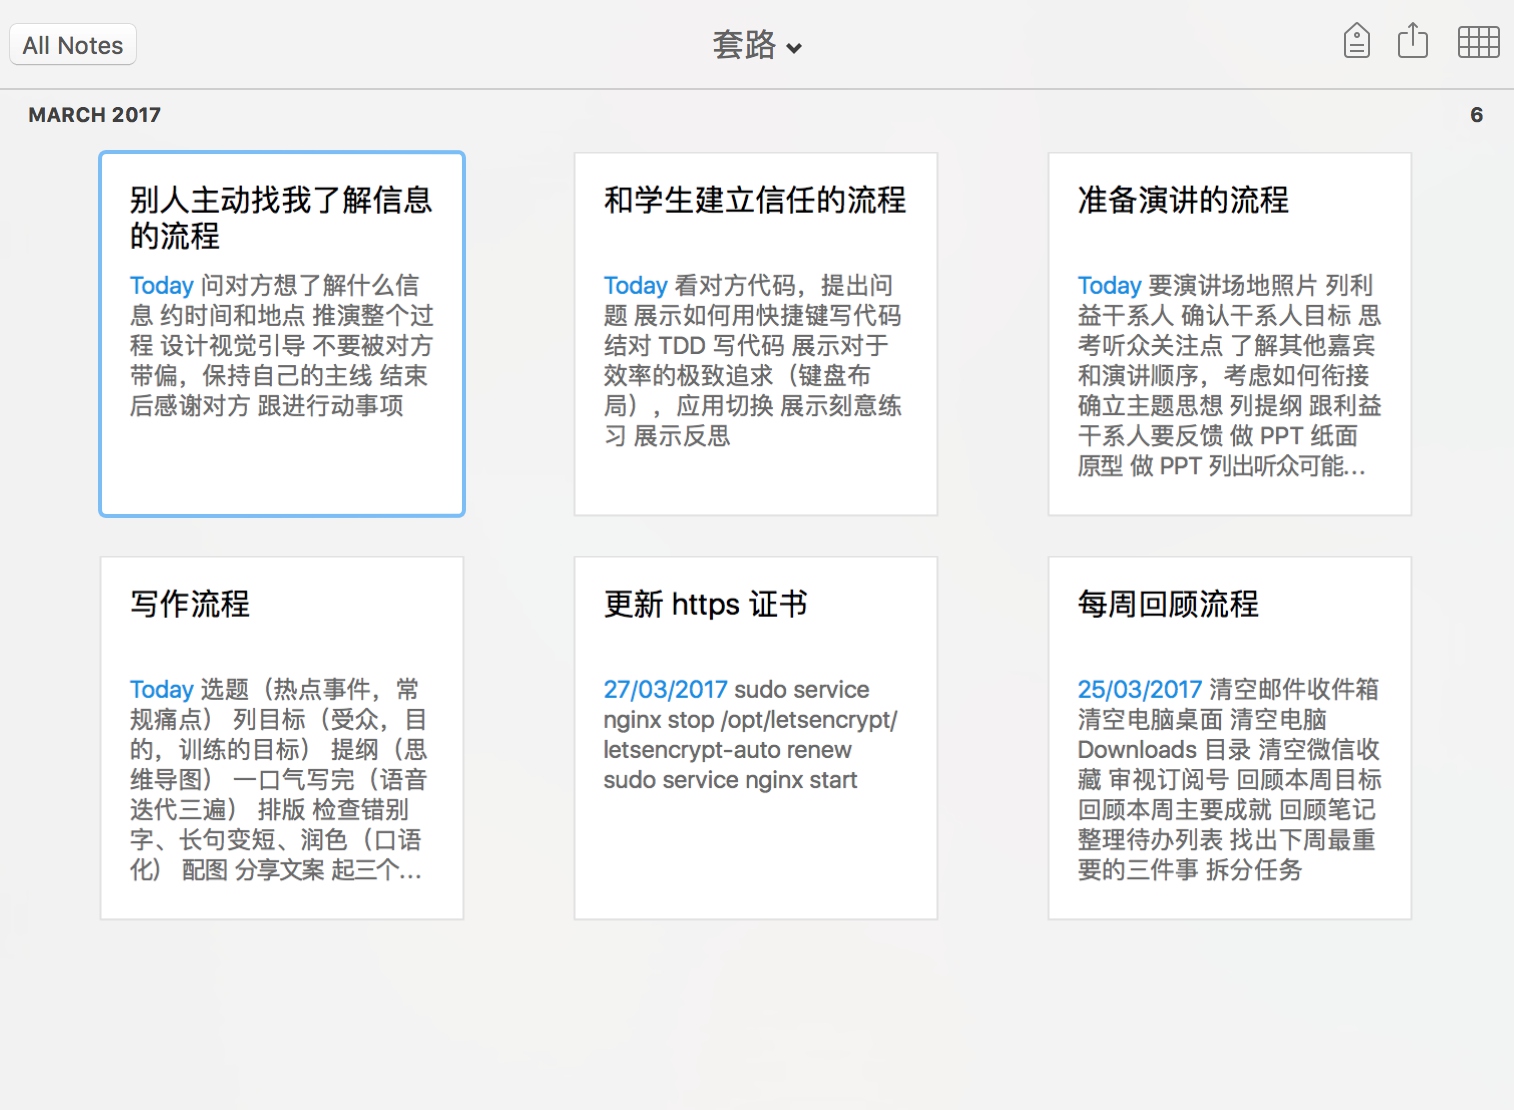 All Notes
套路
MARCH 2017
6
别人主动找我了解信息
的流程
Today 问对方想了解什么信
息 约时间和地点 推演整个过
程 设计视觉引导 不要被对方
带偏，保持自己的主线 结束
后感谢对方 跟进行动事项
和学生建立信任的流程
Today 看对方代码，提出问
题 展示如何用快捷键写代码
结对 TDD 写代码 展示对于
效率的极致追求（键盘布
局），应用切换 展示刻意练
习 展示反思
准备演讲的流程
Today 要演讲场地照片 列利
益干系人 确认干系人目标 思
考听众关注点 了解其他嘉宾
和演讲顺序，考虑如何衔接
确立主题思想 列提纲 跟利益
干系人要反馈 做 PPT 纸面
原型 做 PPT 列出听众可能...
写作流程
Today 选题（热点事件，常
规痛点） 列目标（受众，目
的，训练的目标） 提纲（思
维导图） 一口气写完（语音
迭代三遍） 排版 检查错别
字、长句变短、润色（口语
化） 配图 分享文案 起三个...
更新 https 证书
27/03/2017 sudo service
nginx stop /opt/letsencrypt/
letsencrypt-auto renew
sudo service nginx start
每周回顾流程
25/03/2017 清空邮件收件箱
清空电脑桌面 清空电脑
Downloads 目录 清空微信收
藏 审视订阅号 回顾本周目标
回顾本周主要成就 回顾笔记
整理待办列表 找出下周最重
要的三件事 拆分任务